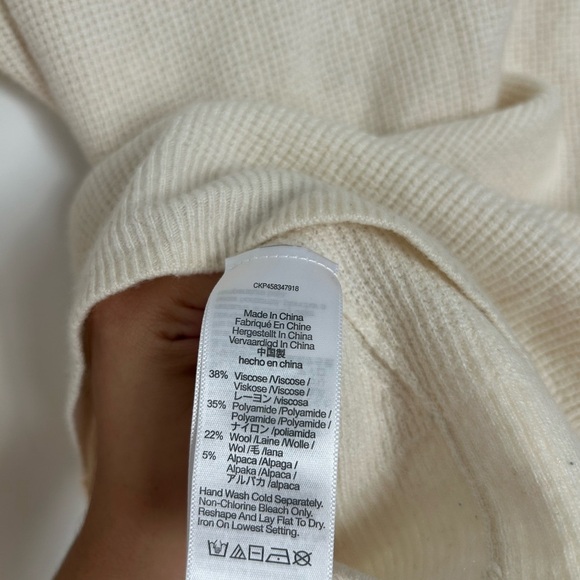 CKP458347918
Made In China
Fabriqué En Chine
Hergestellt In China
Vervaardigd In China
中国製
hecho en china
38% Viscose /Viscose /
Viskose /Viscose /
レーヨン /viscosa
35% Polyamide /Polyamide /
Polyamide /Polyamide /
ナイロン /poliamida
22% Wool /Laine /Wolle /
Wol /毛 /lana
5% Alpaca /Alpaga /
Alpaka /Alpaca /
アルパカ /alpaca
Hand Wash Cold Separately.
Non-Chlorine Bleach Only.
Reshape And Lay Flat To Dry.
Iron On Lowest Setting.